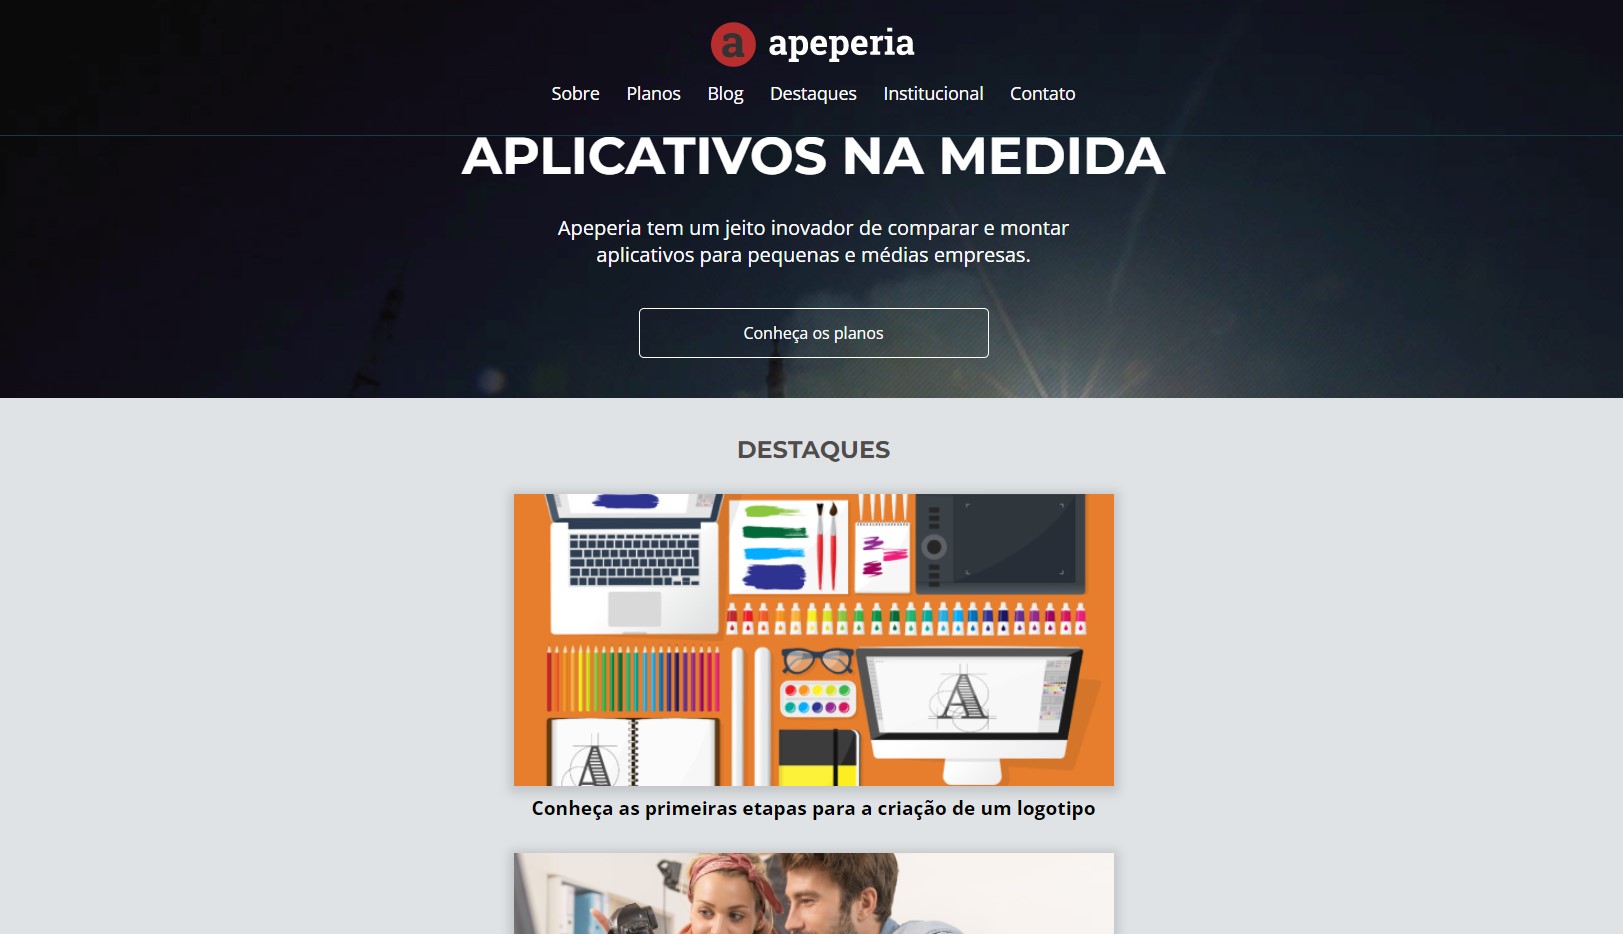 a apeperia
Sobre Planos Blog Destaques Institucional Contato
APLICATIVOS NA MEDIDA
Apeperia tem um jeito inovador de comparar e montar
aplicativos para pequenas e médias empresas.
Conheça os planos
DESTAQUES
A
A
Conheça as primeiras etapas para a criação de um logotipo